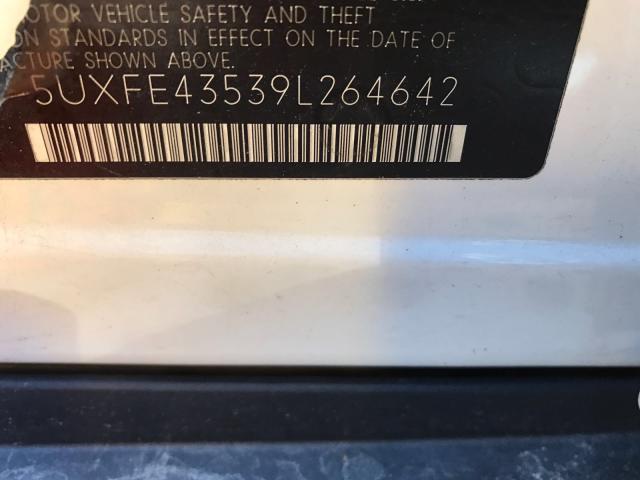 MOTOR VEHICLE SAFETY AND THEFT
ON STANDARDS IN EFFECT ON THE DATE OF
ACTURE SHOWN ABOVE.
5UXFE43539L264642